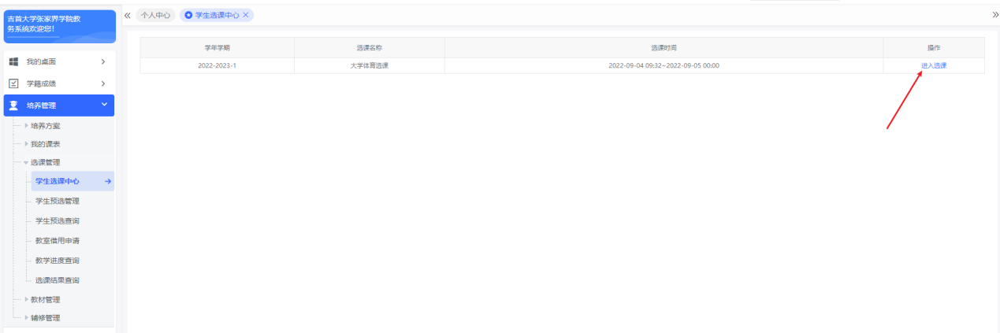 吉首大学张家界学院教
务系统欢迎您!
个人中心
学生选课中心
我的桌面
学籍成绩
培养管理
培养方案
我的课表
选课管理
学生选课中心
学生预选管理
学生预选查询
教室借用申请
教学进度查询
选课结果查询
教材管理
辅修管理
学年学期 选课名称 选课时间 操作
2022-2023-1 大学体育选课 2022-09-04 09:32~2022-09-05 00:00 进入选课